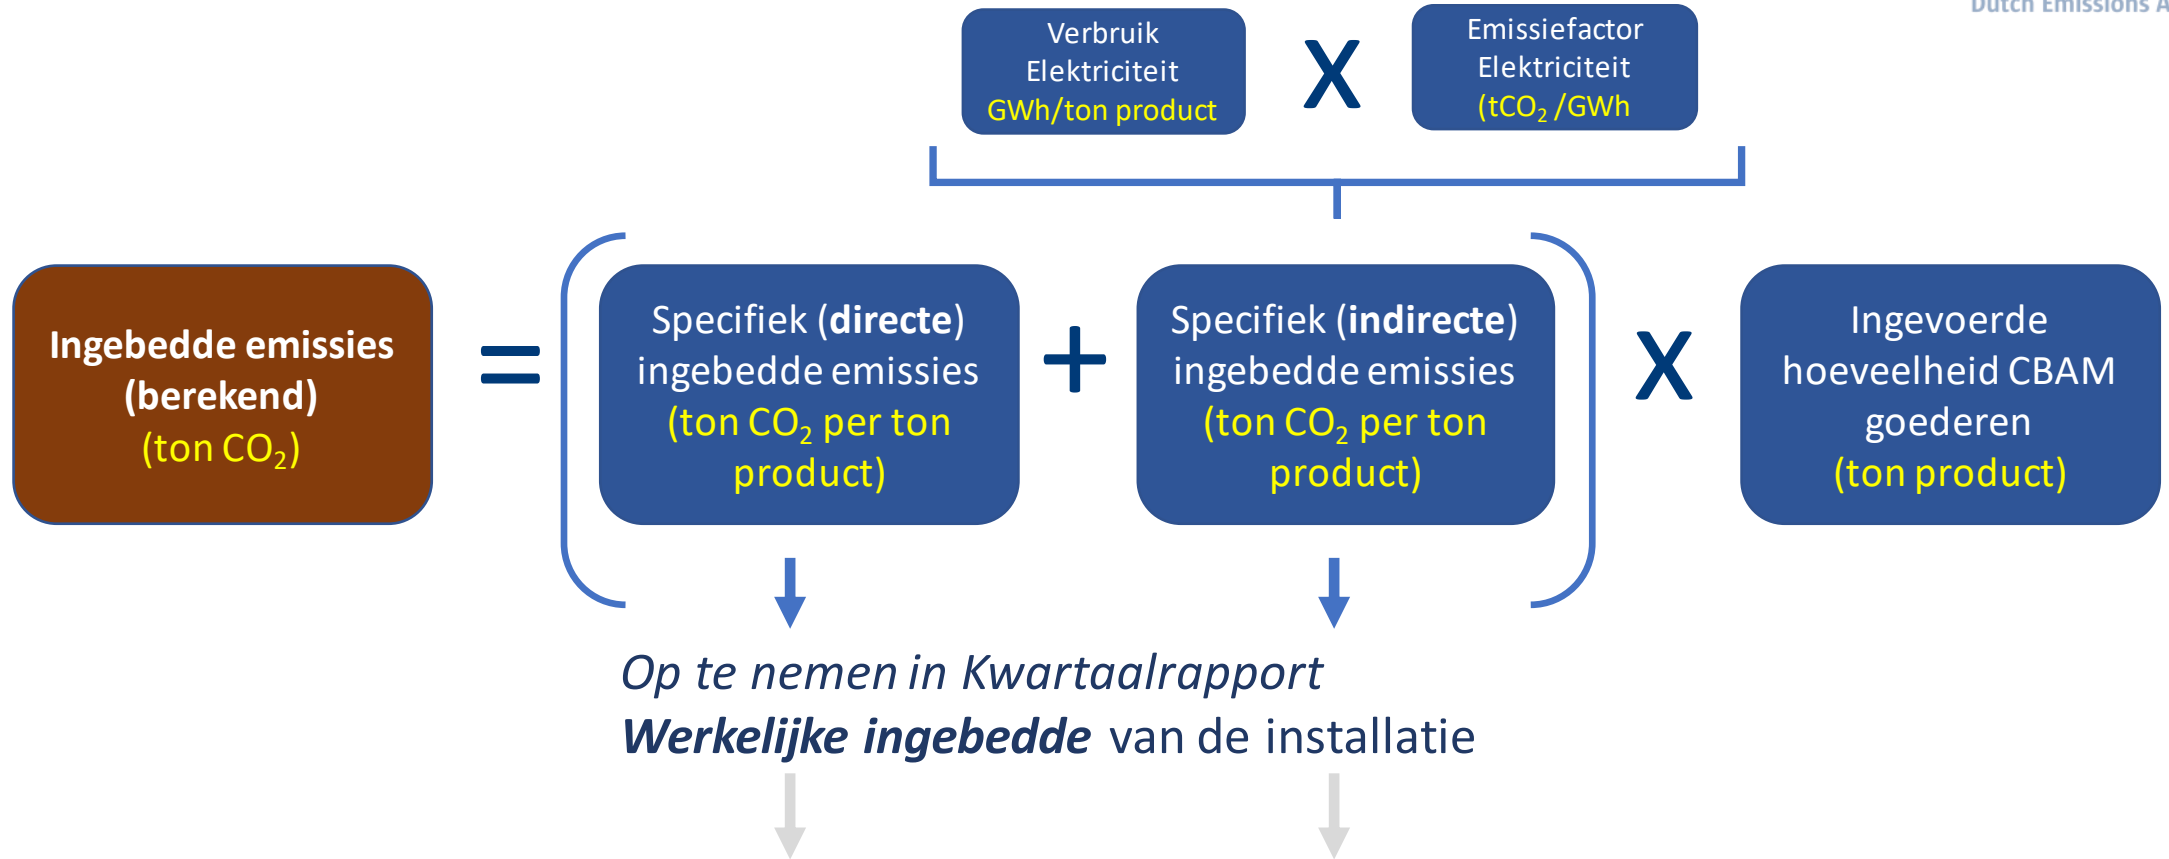 Dutch Emissions A
Verbruik
Elektriciteit
GWh/ton product
X
Emissiefactor
Elektriciteit
(tCO₂ /GWh
Ingebedde emissies
(berekend)
(ton CO₂)
=
Specifiek (directe)
ingebedde emissies
(ton CO₂ per ton
product)
+
Specifiek (indirecte)
ingebedde emissies
(ton CO₂ per ton
product)
X
Ingevoerde
hoeveelheid CBAM
goederen
(ton product)
Op te nemen in Kwartaalrapport
Werkelijke ingebedde van de installatie